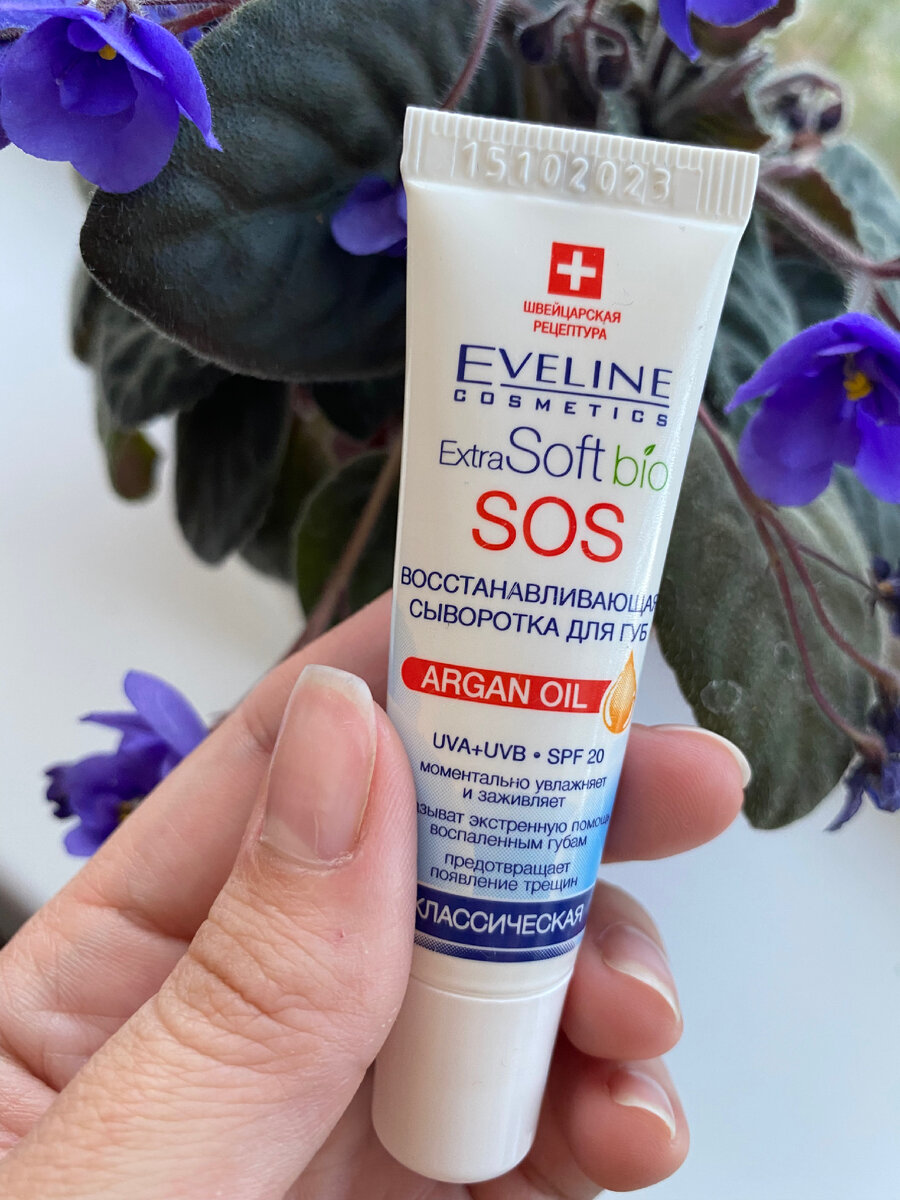 15102023
ШВЕЙЦАРСКАЯ
РЕЦЕПТУРА
EVELINE
COSMETICS
Extra Soft bio
SOS
ВОССТАНАВЛИВАЮЩАЯ
СЫВОРОТКА ДЛЯ ГУБ
ARGAN OIL
UVA+UVB • SPF 20
моментально увлажняет
и заживляет
экстренную помощь
воспаленным губам
предотвращает
появление трещин
КЛАССИЧЕСКАЯ